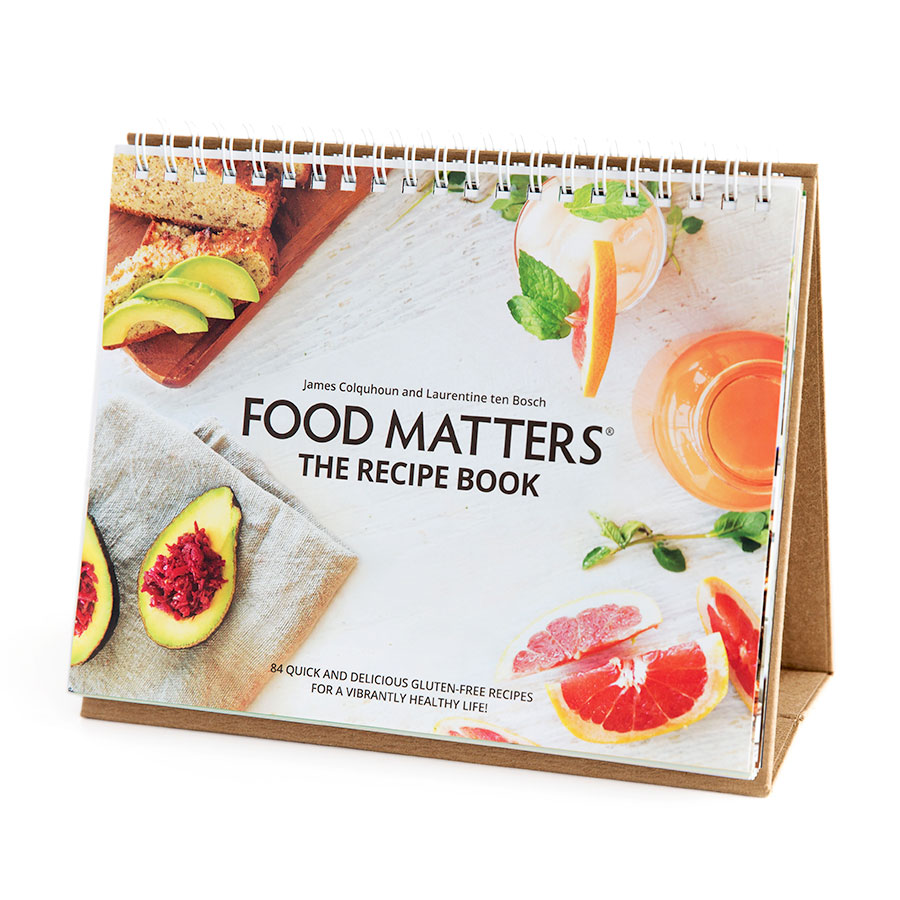 James Colquhoun and Laurentine ten Bosch
FOOD MATTERS®
THE RECIPE BOOK
84 QUICK AND DELICIOUS GLUTEN-FREE RECIPES
FOR A VIBRANTLY HEALTHY LIFE!